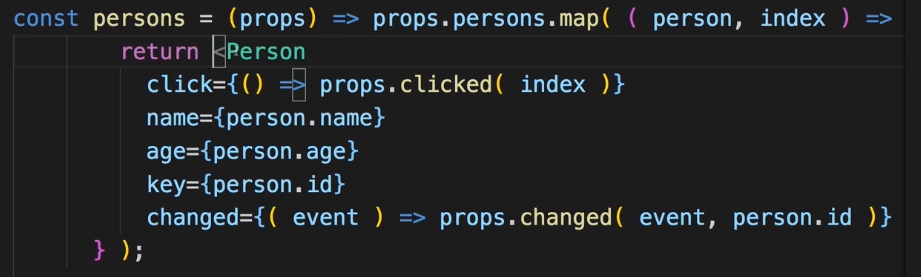 const persons = (props) => props.persons.map( ( person, index ) =>
return <Person
click={() => props.clicked( index )}
name={person.name}
age={person.age}
key={person.id}
changed={( event ) => props.changed( event, person.id )}
} );